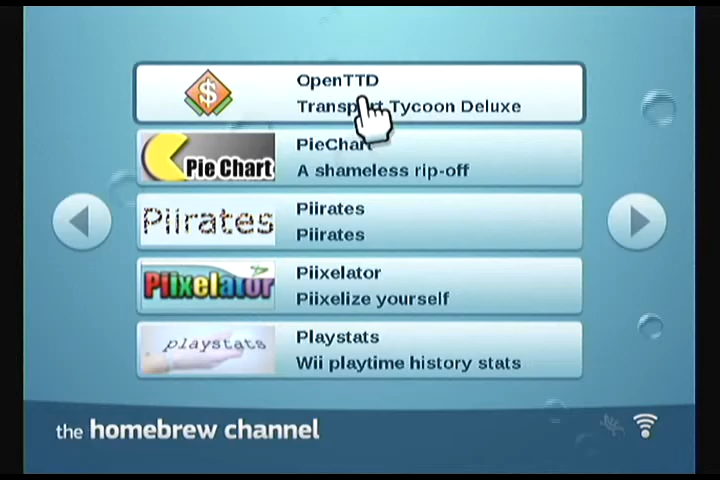 OpenTTD
Transport Tycoon Deluxe
Pie Chart
PieChart
A shameless rip-off
Piirates
Piirates
Piirates
Piixelator
Piixelator
Piixelize yourself
playstats
Playstats
Wii playtime history stats
the homebrew channel